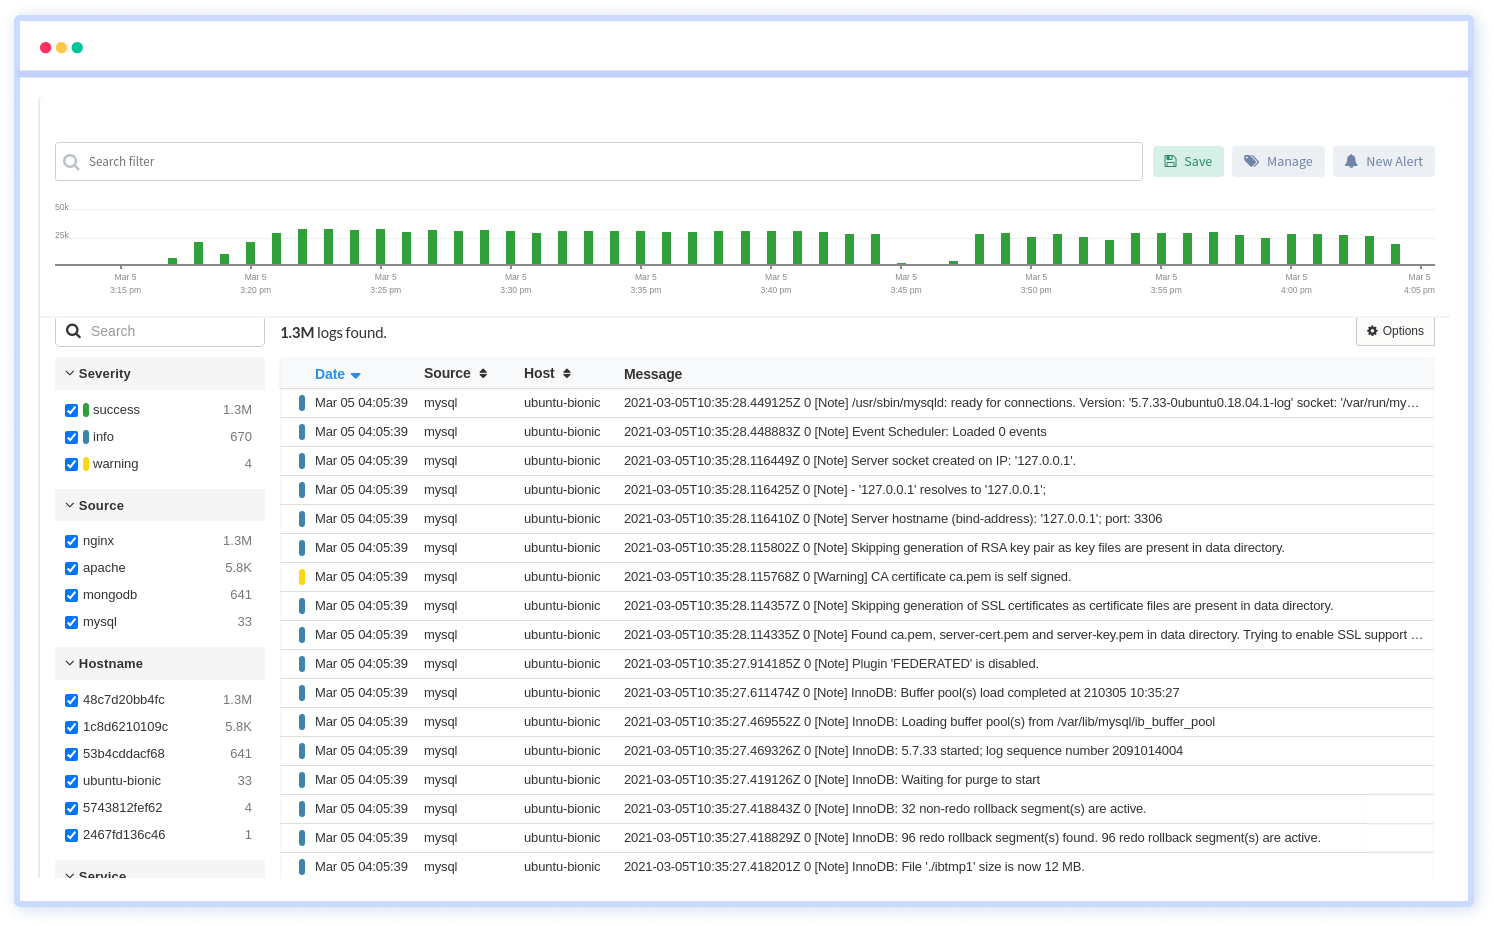 Search filter
Save
Manage
New Alert
50k
25k
Mar 5 Mar 5 Mar 5 Mar 5 Mar 5 Mar 5 Mar 5 Mar 5 Mar 5 Mar 5 Mar 5
3:15 pm 3:20 pm 3:25 pm 3:30 pm 3:35 pm 3:40 pm 3:45 pm 3:50 pm 3:55 pm 4:00 pm 4:05 pm
Search
Severity
success 1.3M
info 670
warning 4
Source
nginx 1.3M
apache 5.8K
mongodb 641
mysql 33
Hostname
48c7d20bb4fc 1.3M
1c8d6210109c 5.8K
53b4cddacf68 641
ubuntu-bionic 33
5743812fef62 4
2467fd136c46 1
Service
1.3M logs found.
Options
Date Source Host Message
Mar 05 04:05:39 mysql ubuntu-bionic 2021-03-05T10:35:28.449125Z 0 [Note] /usr/sbin/mysqld: ready for connections. Version: '5.7.33-0ubuntu0.18.04.1-log' socket: '/var/run/my…
Mar 05 04:05:39 mysql ubuntu-bionic 2021-03-05T10:35:28.448883Z 0 [Note] Event Scheduler: Loaded 0 events
Mar 05 04:05:39 mysql ubuntu-bionic 2021-03-05T10:35:28.116449Z 0 [Note] Server socket created on IP: '127.0.0.1'.
Mar 05 04:05:39 mysql ubuntu-bionic 2021-03-05T10:35:28.116425Z 0 [Note] - '127.0.0.1' resolves to '127.0.0.1';
Mar 05 04:05:39 mysql ubuntu-bionic 2021-03-05T10:35:28.116410Z 0 [Note] Server hostname (bind-address): '127.0.0.1'; port: 3306
Mar 05 04:05:39 mysql ubuntu-bionic 2021-03-05T10:35:28.115802Z 0 [Note] Skipping generation of RSA key pair as key files are present in data directory.
Mar 05 04:05:39 mysql ubuntu-bionic 2021-03-05T10:35:28.115768Z 0 [Warning] CA certificate ca.pem is self signed.
Mar 05 04:05:39 mysql ubuntu-bionic 2021-03-05T10:35:28.114357Z 0 [Note] Skipping generation of SSL certificates as certificate files are present in data directory.
Mar 05 04:05:39 mysql ubuntu-bionic 2021-03-05T10:35:28.114335Z 0 [Note] Found ca.pem, server-cert.pem and server-key.pem in data directory. Trying to enable SSL support …
Mar 05 04:05:39 mysql ubuntu-bionic 2021-03-05T10:35:27.914185Z 0 [Note] Plugin 'FEDERATED' is disabled.
Mar 05 04:05:39 mysql ubuntu-bionic 2021-03-05T10:35:27.611474Z 0 [Note] InnoDB: Buffer pool(s) load completed at 210305 10:35:27
Mar 05 04:05:39 mysql ubuntu-bionic 2021-03-05T10:35:27.469552Z 0 [Note] InnoDB: Loading buffer pool(s) from /var/lib/mysql/ib_buffer_pool
Mar 05 04:05:39 mysql ubuntu-bionic 2021-03-05T10:35:27.469326Z 0 [Note] InnoDB: 5.7.33 started; log sequence number 2091014004
Mar 05 04:05:39 mysql ubuntu-bionic 2021-03-05T10:35:27.419126Z 0 [Note] InnoDB: Waiting for purge to start
Mar 05 04:05:39 mysql ubuntu-bionic 2021-03-05T10:35:27.418843Z 0 [Note] InnoDB: 32 non-redo rollback segment(s) are active.
Mar 05 04:05:39 mysql ubuntu-bionic 2021-03-05T10:35:27.418829Z 0 [Note] InnoDB: 96 redo rollback segment(s) found. 96 redo rollback segment(s) are active.
Mar 05 04:05:39 mysql ubuntu-bionic 2021-03-05T10:35:27.418201Z 0 [Note] InnoDB: File './ibtmp1' size is now 12 MB.